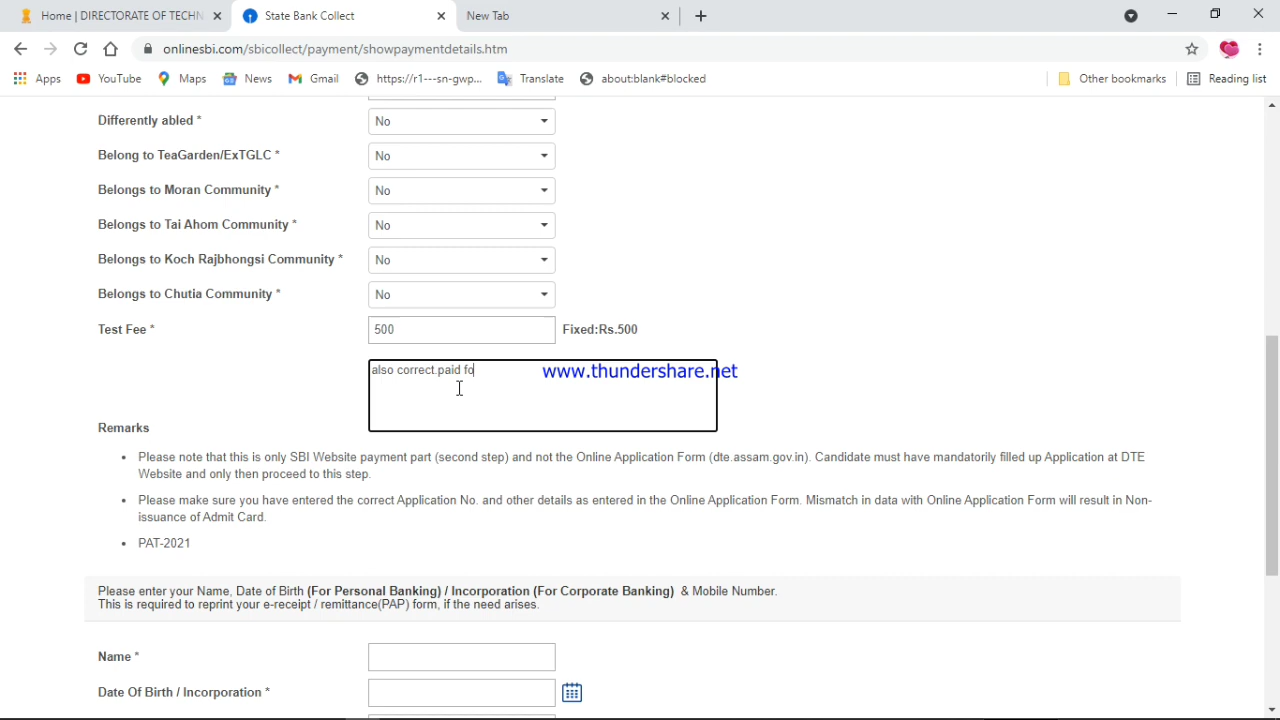 Home | DIRECTORATE OF TECHN
State Bank Collect
New Tab
onlinesbi.com/sbicollect/payment/showpaymentdetails.htm
Apps
YouTube
Maps
News
Gmail
https://r1---sn-gwp...
Translate
about:blank#blocked
Other bookmarks
Reading list
Differently abled *
No
Belong to TeaGarden/ExTGLC *
No
Belongs to Moran Community *
No
Belongs to Tai Ahom Community *
No
Belongs to Koch Rajbhongsi Community *
No
Belongs to Chutia Community *
No
Test Fee *
500
Fixed:Rs.500
also correct.paid fo
www.thundershare.net
Remarks
• Please note that this is only SBI Website payment part (second step) and not the Online Application Form (dte.assam.gov.in). Candidate must have mandatorily filled up Application at DTE
Website and only then proceed to this step.
• Please make sure you have entered the correct Application No. and other details as entered in the Online Application Form. Mismatch in data with Online Application Form will result in Non-
issuance of Admit Card.
• PAT-2021
Please enter your Name, Date of Birth (For Personal Banking) / Incorporation (For Corporate Banking) & Mobile Number.
This is required to reprint your e-receipt / remittance(PAP) form, if the need arises.
Name *
Date Of Birth / Incorporation *